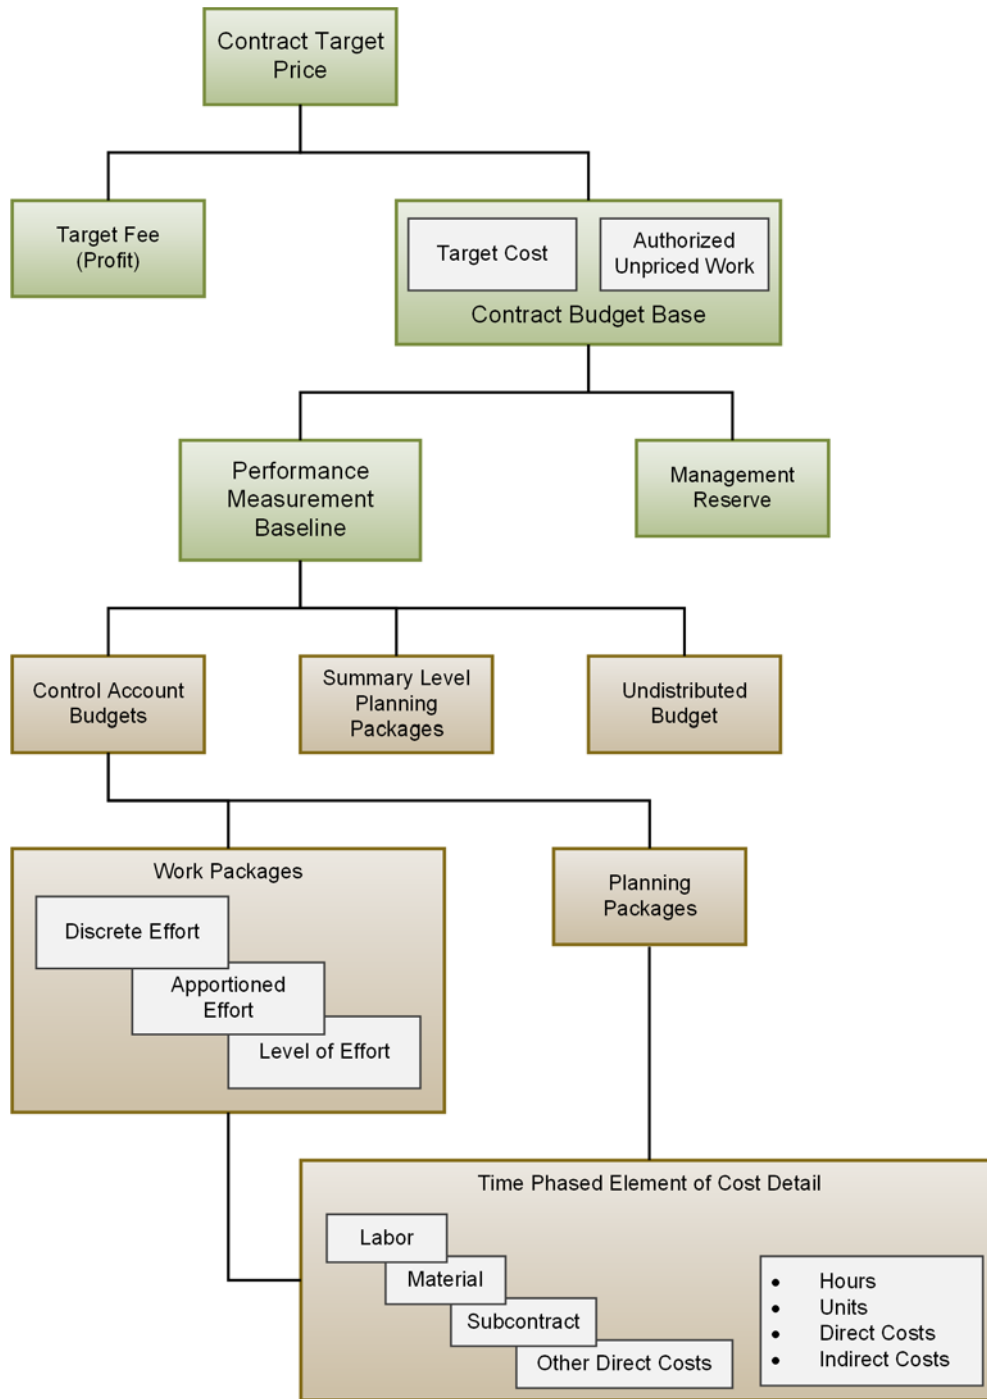 Contract Target
Price
Target Fee
(Profit)
Target Cost
Authorized
Unpriced Work
Contract Budget Base
Performance
Measurement
Baseline
Management
Reserve
Control Account
Budgets
Summary Level
Planning
Packages
Undistributed
Budget
Work Packages
Discrete Effort
Apportioned
Effort
Level of Effort
Planning
Packages
Time Phased Element of Cost Detail
Labor
Material
Subcontract
Other Direct Costs
• Hours
• Units
• Direct Costs
• Indirect Costs